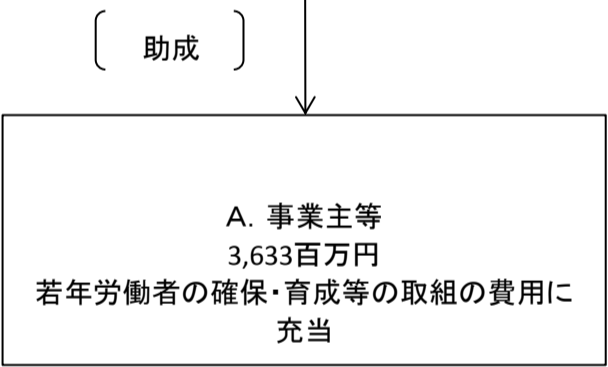 助成
A. 事業主等
3,633百万円
若年労働者の確保・育成等の取組の費用に
充当